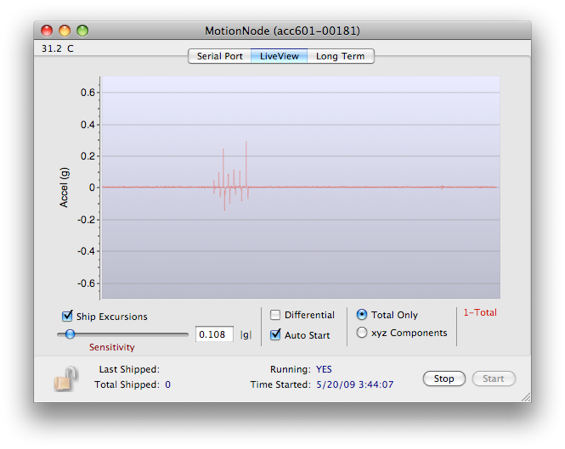 MotionNode (acc601-00181)
31.2 C
Serial Port LiveView Long Term
0.6
0.4
0.2
0
-0.2
-0.4
-0.6
Accel (g)
Ship Excursions
0.108 |g|
Sensitivity
Differential
Auto Start
Total Only
xyz Components
1-Total
Last Shipped:
Total Shipped: 0
Running: YES
Time Started: 5/20/09 3:44:07
Stop Start